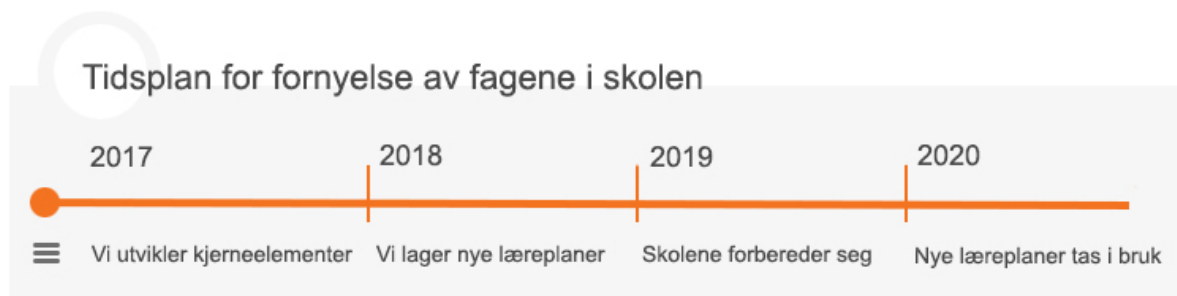 Tidsplan for fornyelse av fagene i skolen
2017 2018 2019 2020
Vi utvikler kjerneelementer Vi lager nye læreplaner Skolene forbereder seg Nye læreplaner tas i bruk